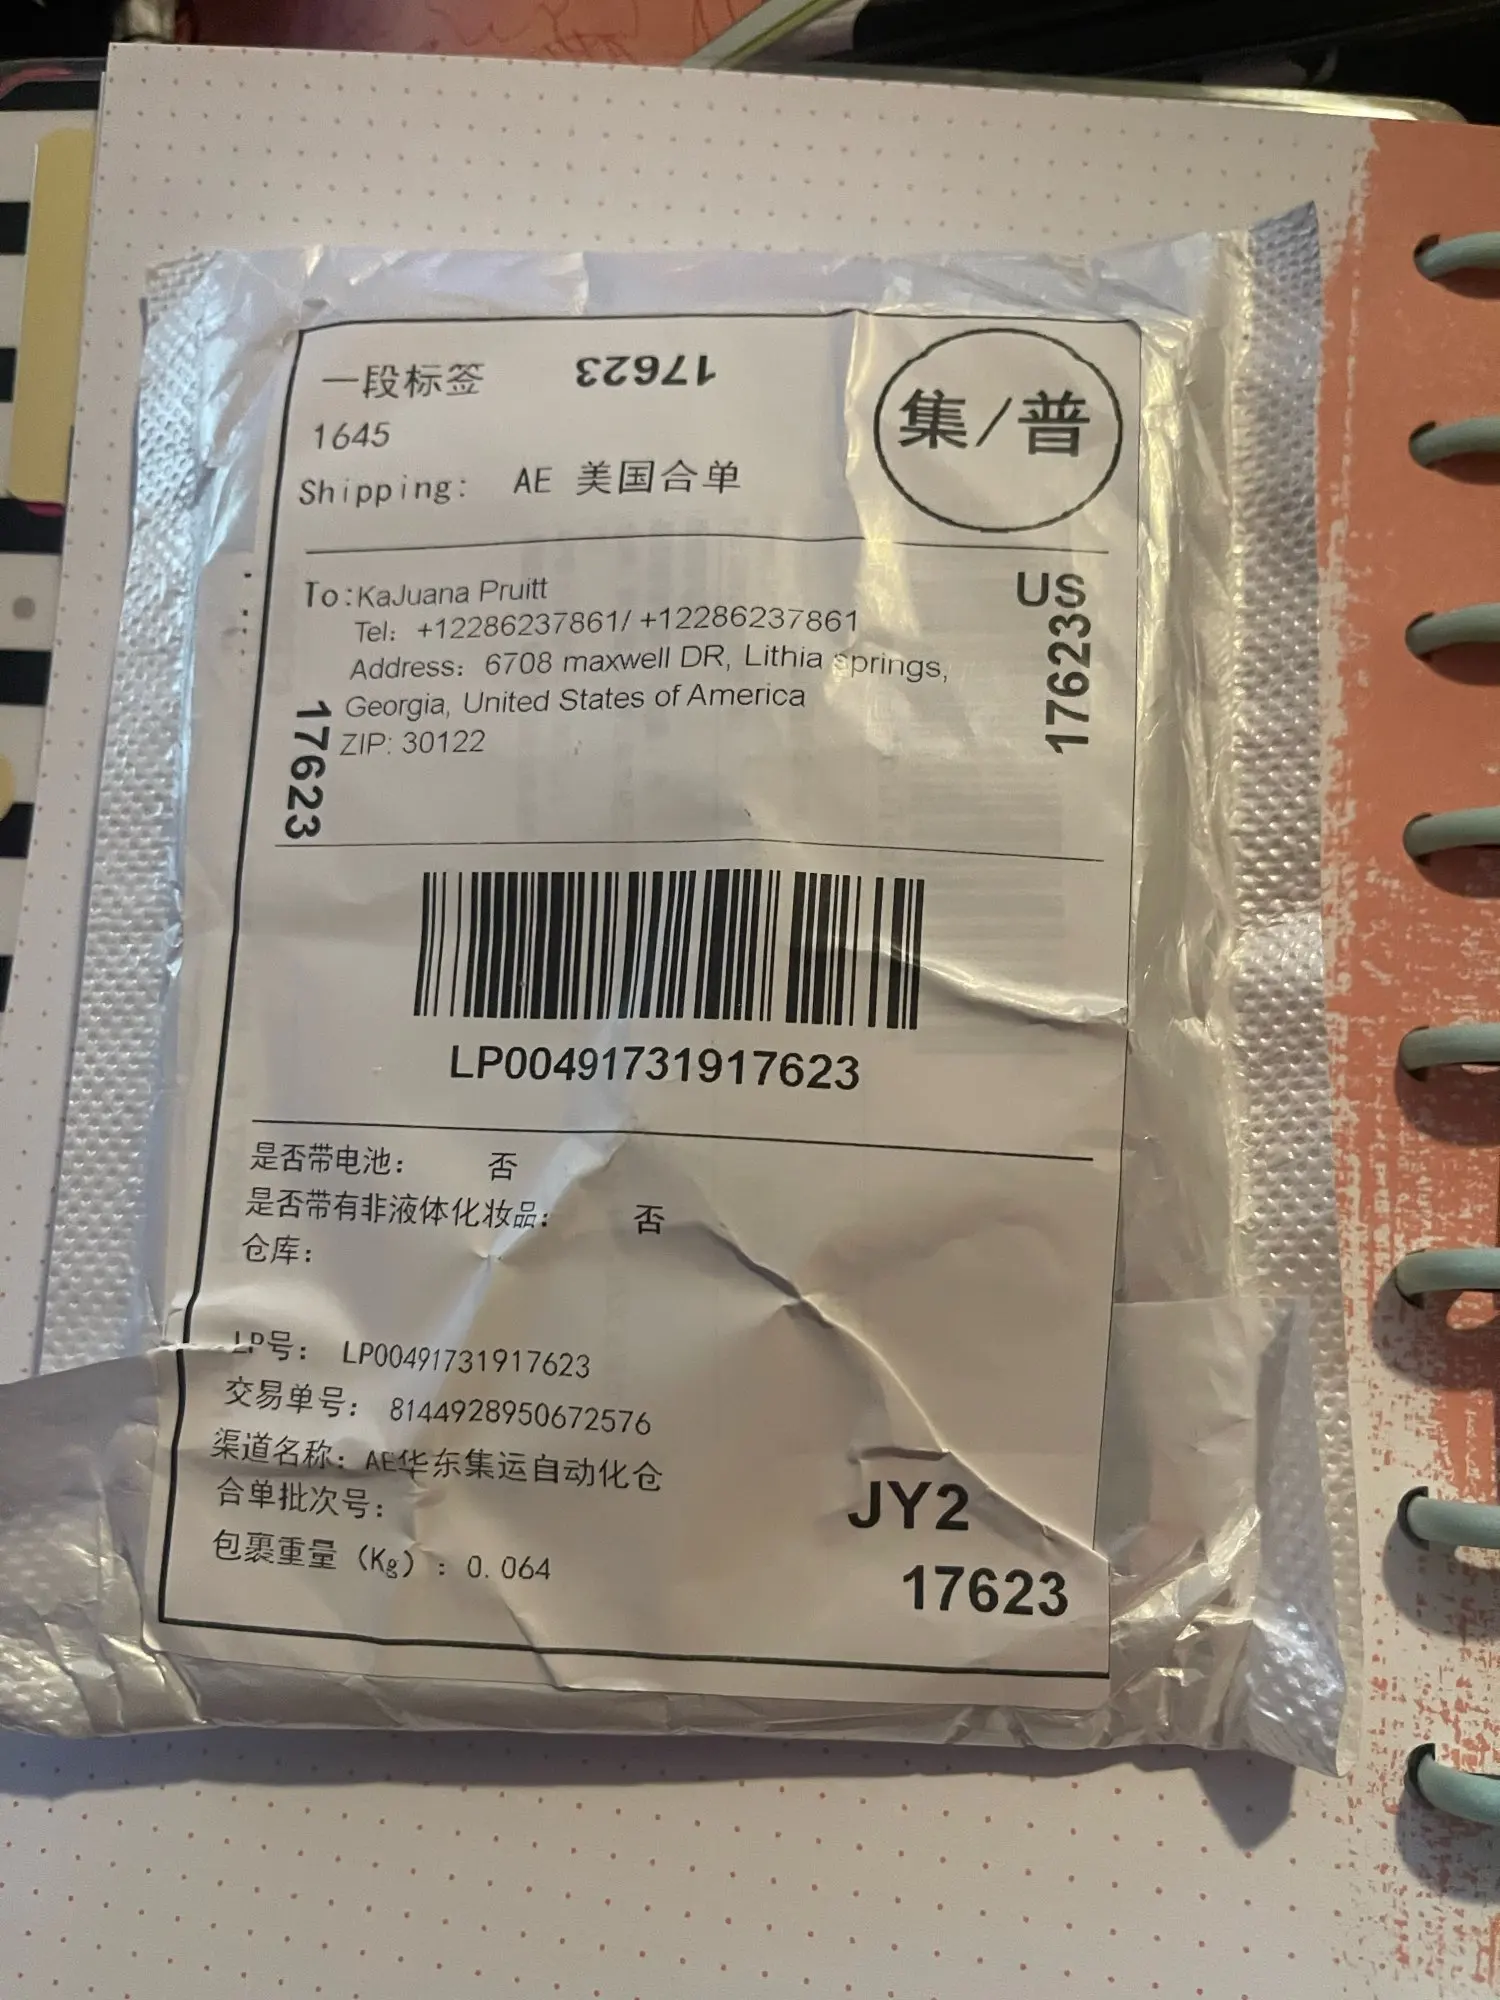 一段标签
17623
集/普
1645
Shipping: AE 美国合单
To:KaJuana Pruitt
US
Tel: +12286237861/ +12286237861
Address: 6708 maxwell DR, Lithia springs,
Georgia, United States of America
ZIP: 30122
17623
17623
LP00491731917623
是否带电池: 否
是否带有非液体化妆品: 否
仓库:
LP号: LP00491731917623
交易单号: 8144928950672576
渠道名称: AE华东集运自动化仓
合单批次号:
包裹重量 (Kg) : 0.064
JY2
17623